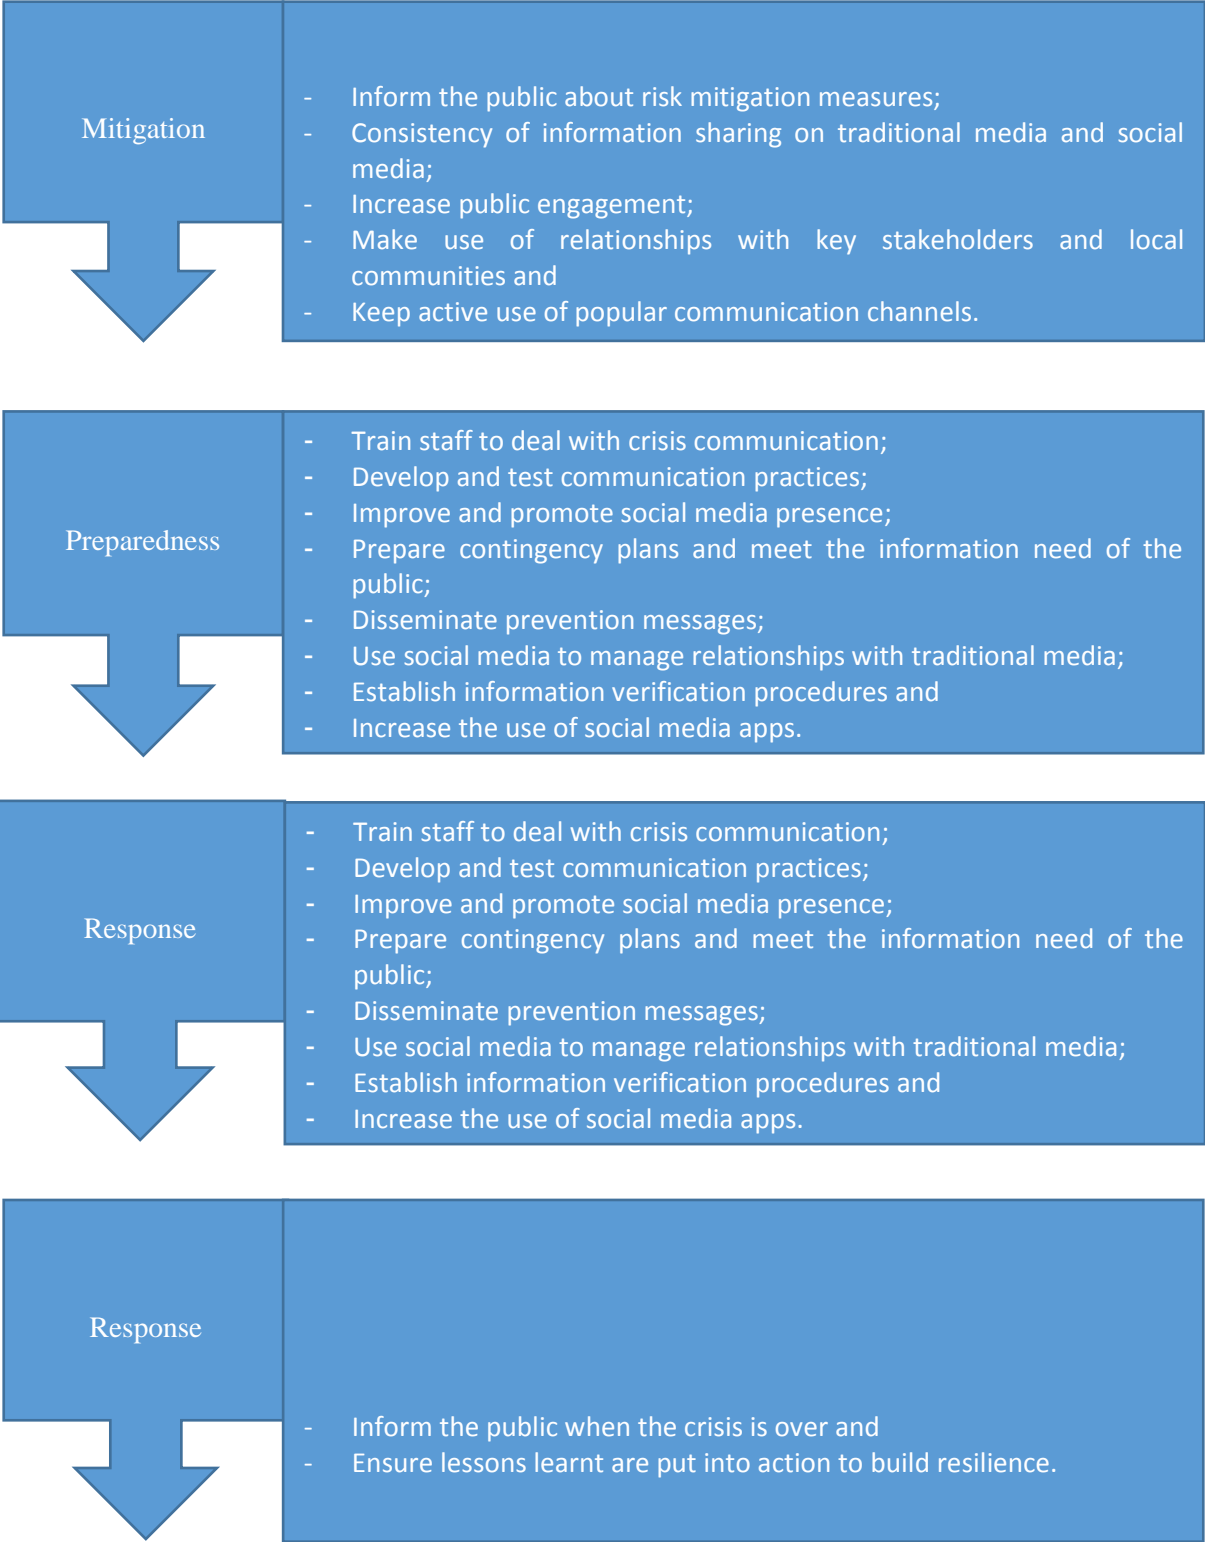 Mitigation
- Inform the public about risk mitigation measures;
- Consistency of information sharing on traditional media and social
media;
- Increase public engagement;
- Make use of relationships with key stakeholders and local
communities and
- Keep active use of popular communication channels.
Preparedness
- Train staff to deal with crisis communication;
- Develop and test communication practices;
- Improve and promote social media presence;
- Prepare contingency plans and meet the information need of the
public;
- Disseminate prevention messages;
- Use social media to manage relationships with traditional media;
- Establish information verification procedures and
- Increase the use of social media apps.
Response
- Train staff to deal with crisis communication;
- Develop and test communication practices;
- Improve and promote social media presence;
- Prepare contingency plans and meet the information need of the
public;
- Disseminate prevention messages;
- Use social media to manage relationships with traditional media;
- Establish information verification procedures and
- Increase the use of social media apps.
Response
- Inform the public when the crisis is over and
- Ensure lessons learnt are put into action to build resilience.